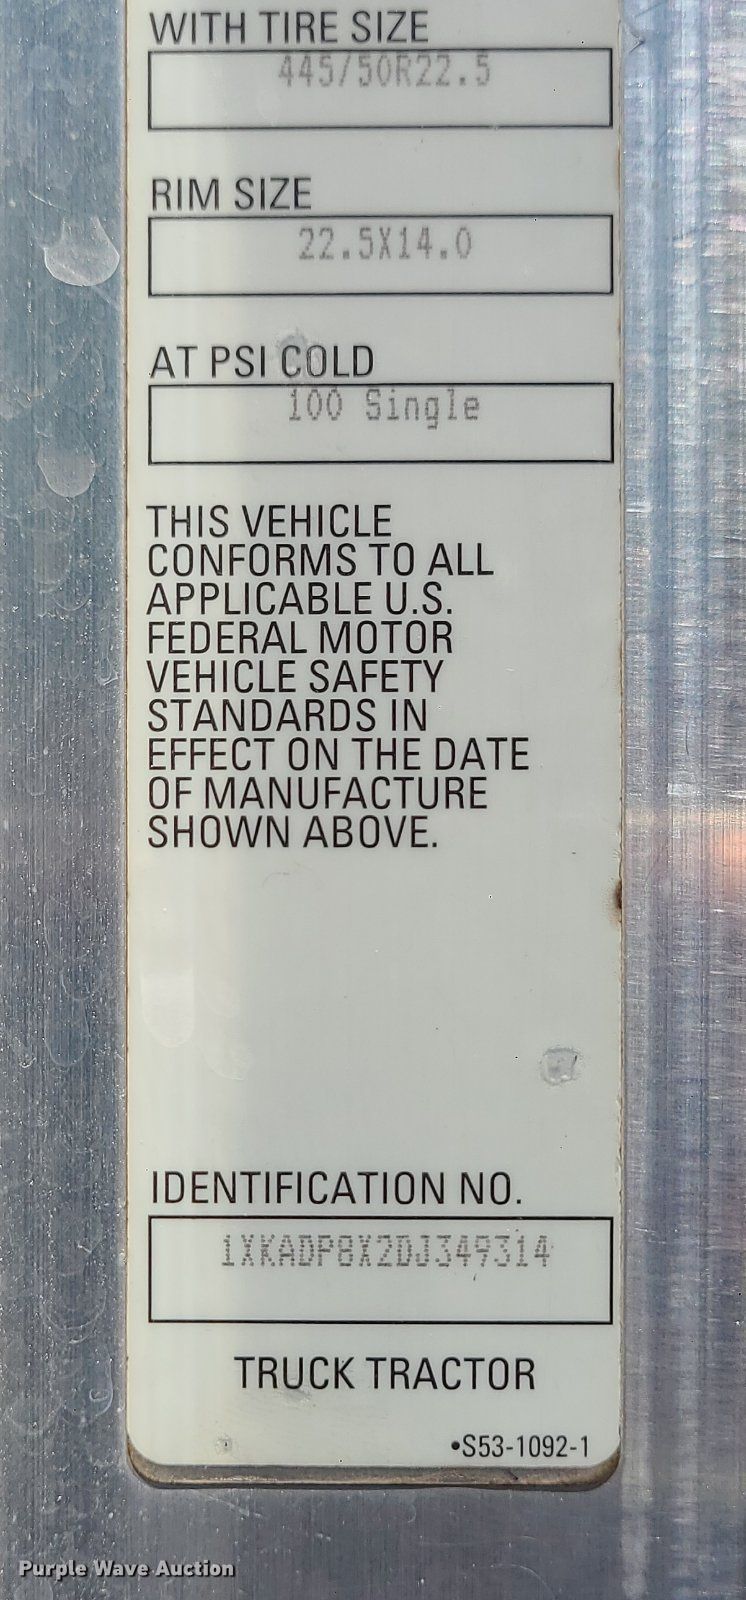 WITH TIRE SIZE
445/50R22.5
RIM SIZE
22.5X14.0
AT PSI COLD
100 Single
THIS VEHICLE
CONFORMS TO ALL
APPLICABLE U.S.
FEDERAL MOTOR
VEHICLE SAFETY
STANDARDS IN
EFFECT ON THE DATE
OF MANUFACTURE
SHOWN ABOVE.
IDENTIFICATION NO.
1XKADP8X2DJ349314
TRUCK TRACTOR
•S53-1092-1
Purple Wave Auction